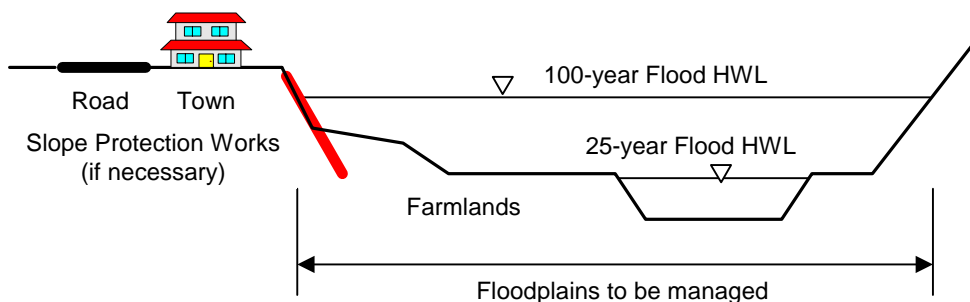 100-year Flood HWL
Road Town
Slope Protection Works
(if necessary)
25-year Flood HWL
Farmlands
Floodplains to be managed